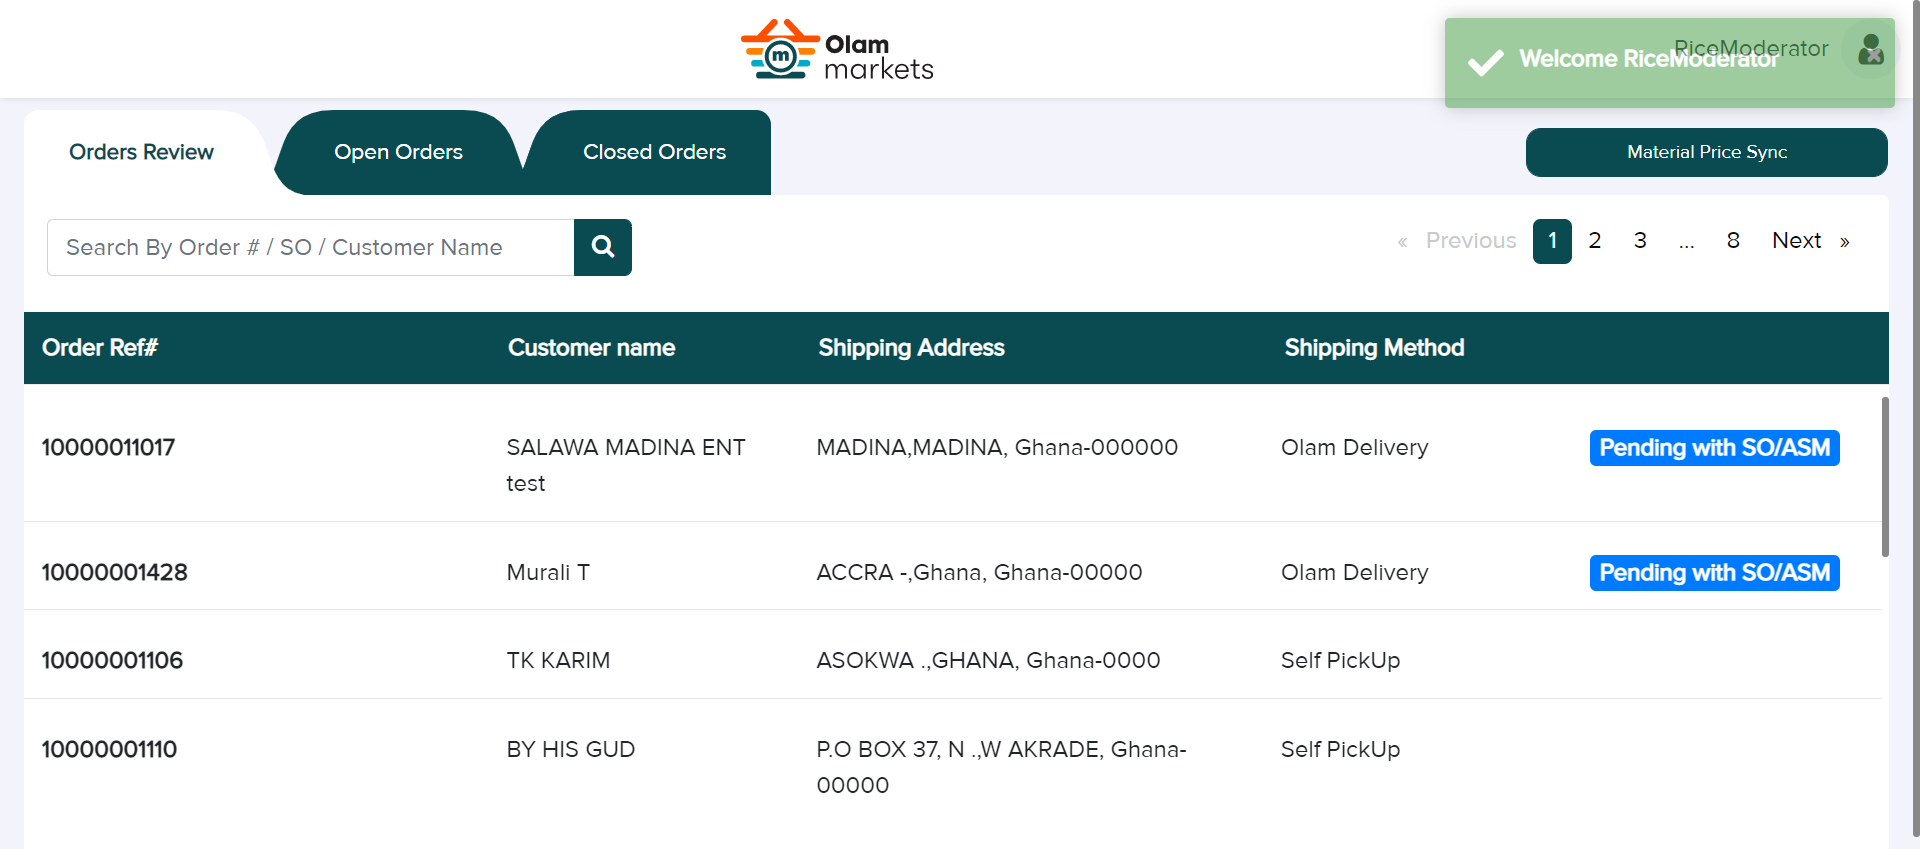 m
Olam
markets
RiceModerator
Welcome RiceModerator
Orders Review
Open Orders
Closed Orders
Material Price Sync
Search By Order # / SO / Customer Name
« Previous 1 2 3 ... 8 Next »
Order Ref# Customer name Shipping Address Shipping Method
10000011017 SALAWA MADINA ENT MADINA,MADINA, Ghana-000000 Olam Delivery Pending with SO/ASM
test
10000001428 Murali T ACCRA -,Ghana, Ghana-00000 Olam Delivery Pending with SO/ASM
10000001106 TK KARIM ASOKWA .,GHANA, Ghana-0000 Self PickUp
10000001110 BY HIS GUD P.O BOX 37, N .,W AKRADE, Ghana- Self PickUp
00000